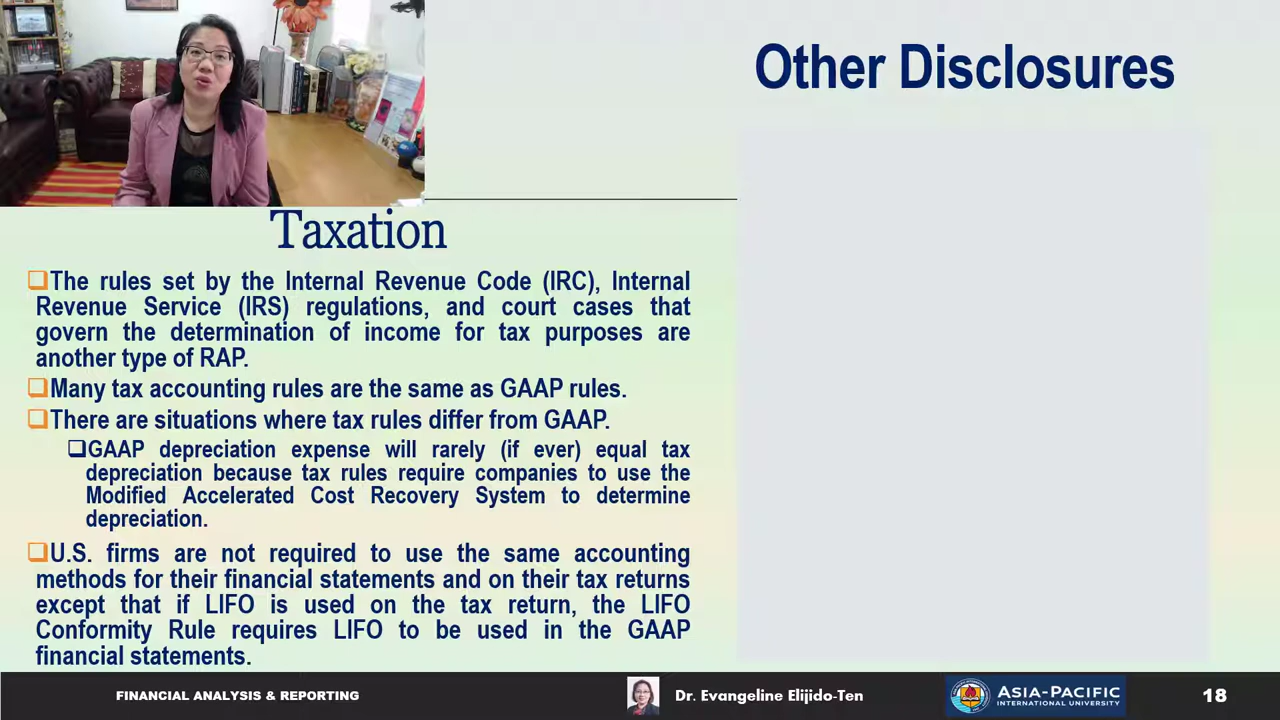 Other Disclosures
Taxation
The rules set by the Internal Revenue Code (IRC), Internal
Revenue Service (IRS) regulations, and court cases that
govern the determination of income for tax purposes are
another type of RAP.
Many tax accounting rules are the same as GAAP rules.
There are situations where tax rules differ from GAAP.
GAAP depreciation expense will rarely (if ever) equal tax
depreciation because tax rules require companies to use the
Modified Accelerated Cost Recovery System to determine
depreciation.
U.S. firms are not required to use the same accounting
methods for their financial statements and on their tax returns
except that if LIFO is used on the tax return, the LIFO
Conformity Rule requires LIFO to be used in the GAAP
financial statements.
FINANCIAL ANALYSIS & REPORTING
Dr. Evangeline Elijido-Ten
ASIA-PACIFIC
INTERNATIONAL UNIVERSITY
18